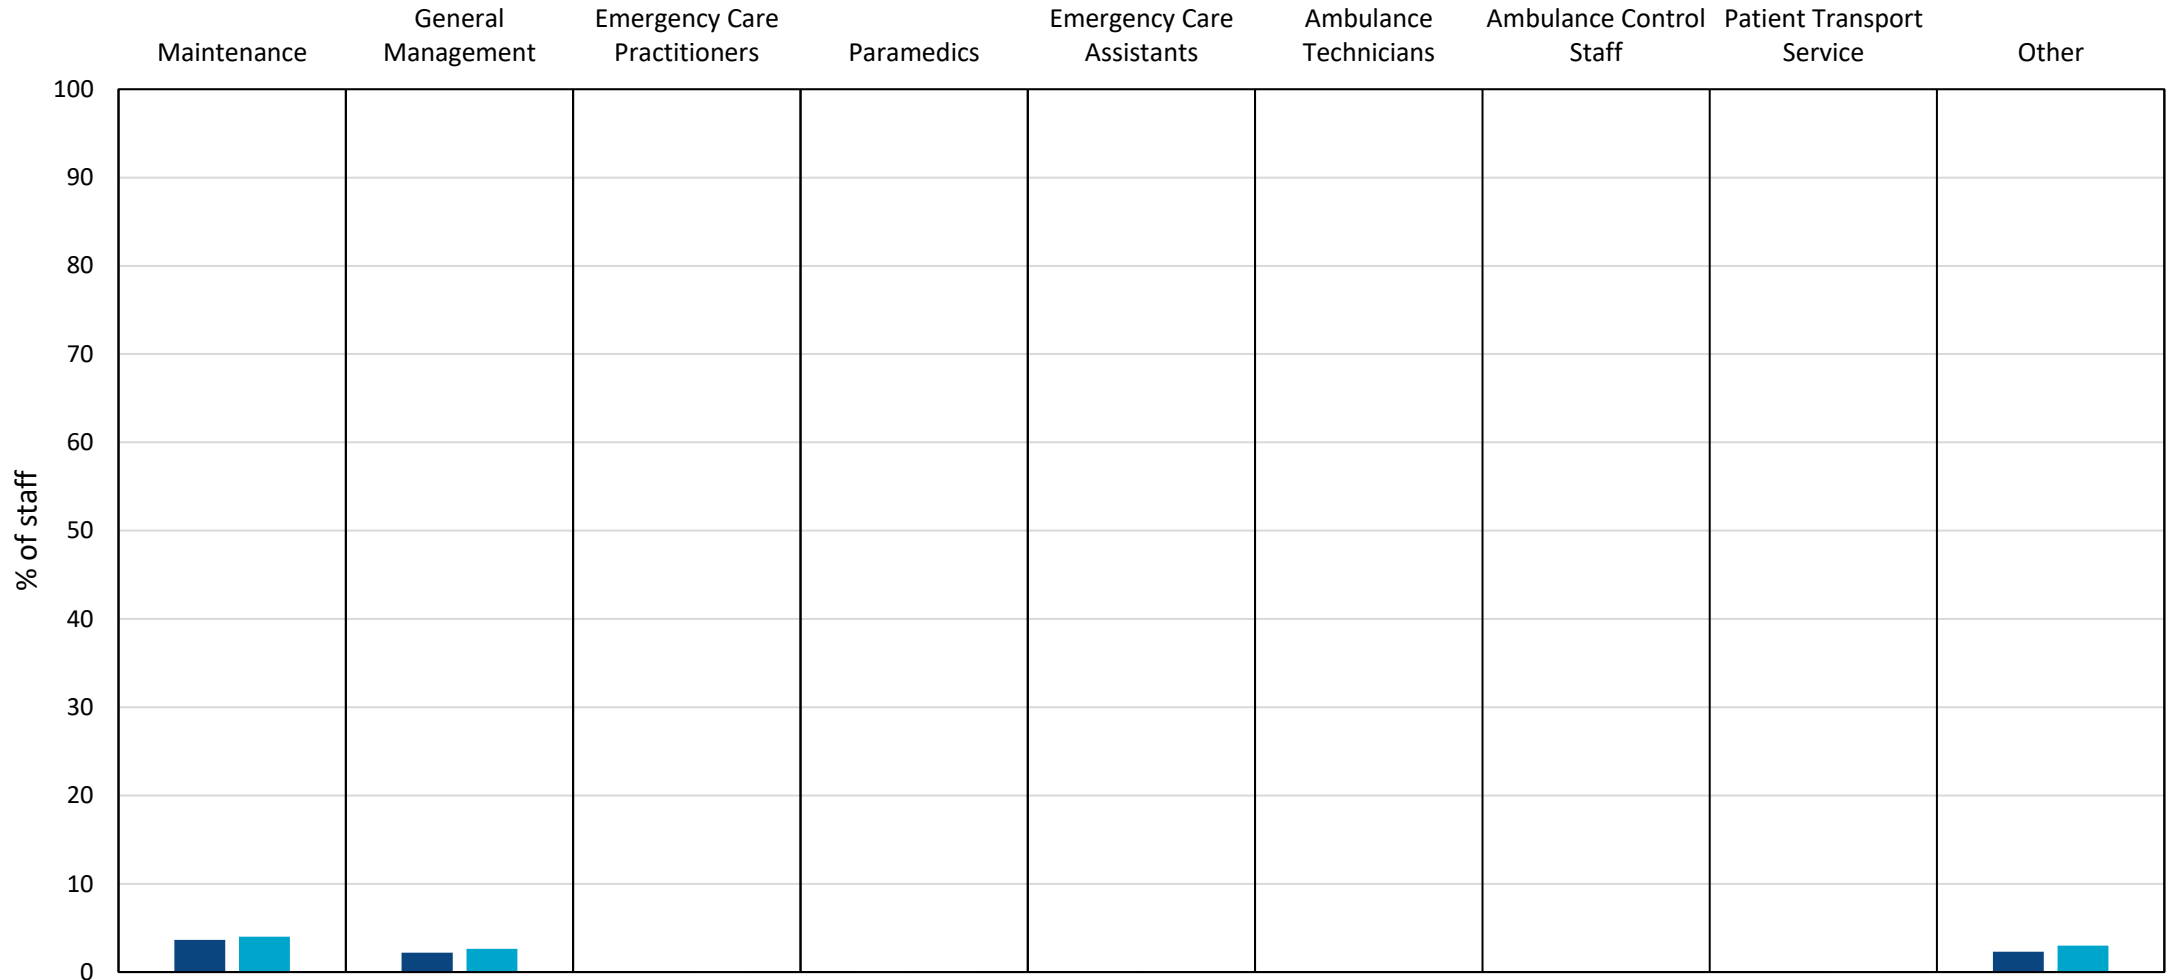 Maintenance
General
Management
Emergency Care
Practitioners
Paramedics
Emergency Care
Assistants
Ambulance
Technicians
Ambulance Control
Staff
Patient Transport
Service
Other
100
90
80
70
60
50
40
30
20
10
0
% of staff